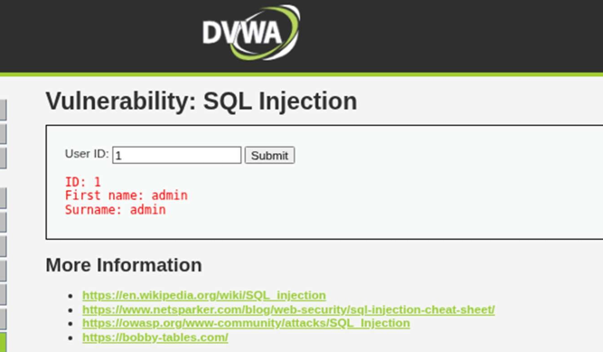 DVWA
Vulnerability: SQL Injection
User ID: 1 Submit
ID: 1
First name: admin
Surname: admin
More Information
https://en.wikipedia.org/wiki/SQL_injection
https://www.netsparker.com/blog/web-security/sql-injection-cheat-sheet/
https://owasp.org/www-community/attacks/SQL_Injection
https://bobby-tables.com/